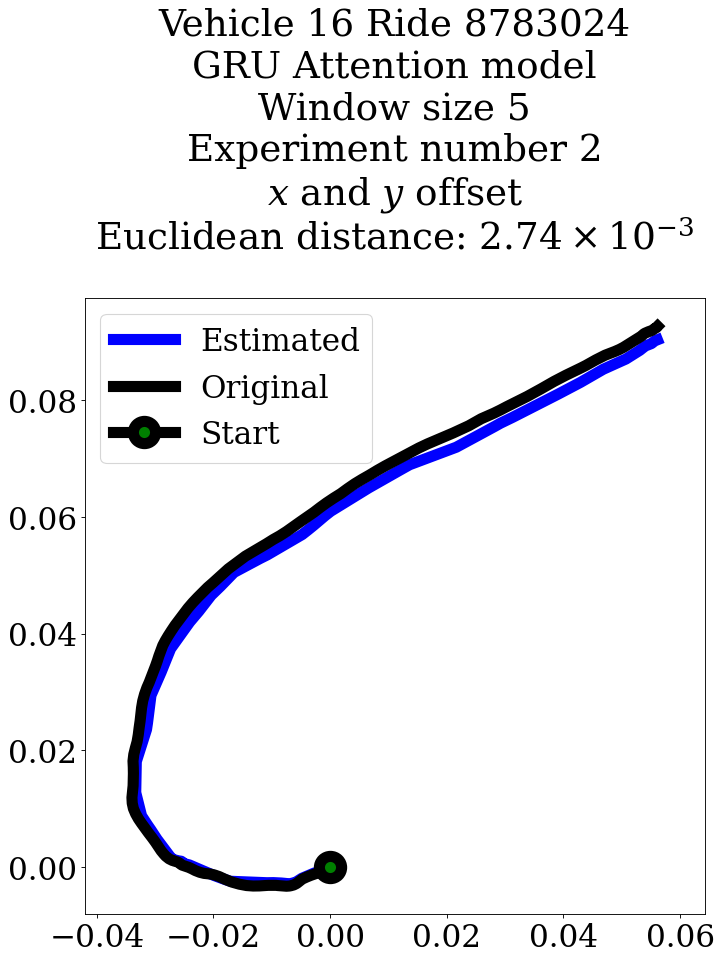 Vehicle 16 Ride 8783024
GRU Attention model
Window size 5
Experiment number 2
x and y offset
Euclidean distance: 2.74 × 10⁻³
Estimated
Original
Start
0.08
0.06
0.04
0.02
0.00
−0.04 −0.02 0.00 0.02 0.04 0.06